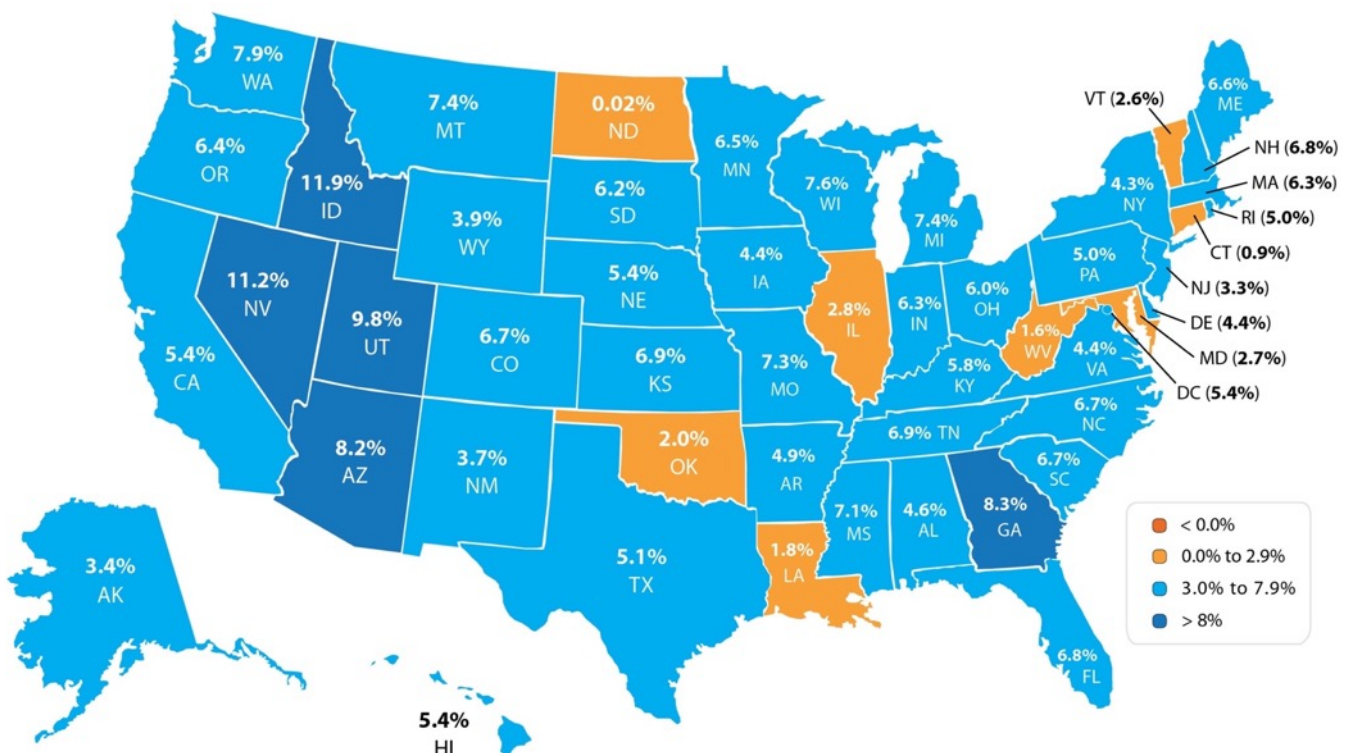 7.9%
WA
6.4%
OR
5.4%
CA
11.9%
ID
11.2%
NV
9.8%
UT
8.2%
AZ
7.4%
MT
3.9%
WY
6.7%
CO
3.7%
NM
0.02%
ND
6.2%
SD
5.4%
NE
6.9%
KS
2.0%
OK
5.1%
TX
6.5%
MN
4.4%
IA
7.3%
MO
4.9%
AR
1.8%
LA
7.6%
WI
2.8%
IL
7.4%
MI
6.3%
IN
6.0%
OH
5.8%
KY
6.9% TN
7.1%
MS
4.6%
AL
8.3%
GA
6.8%
FL
6.7%
SC
6.7%
NC
4.4%
VA
1.6%
WV
5.0%
PA
4.3%
NY
6.6%
ME
VT (2.6%)
NH (6.8%)
MA (6.3%)
RI (5.0%)
CT (0.9%)
NJ (3.3%)
DE (4.4%)
MD (2.7%)
DC (5.4%)
3.4%
AK
5.4%
HI
< 0.0%
0.0% to 2.9%
3.0% to 7.9%
> 8%